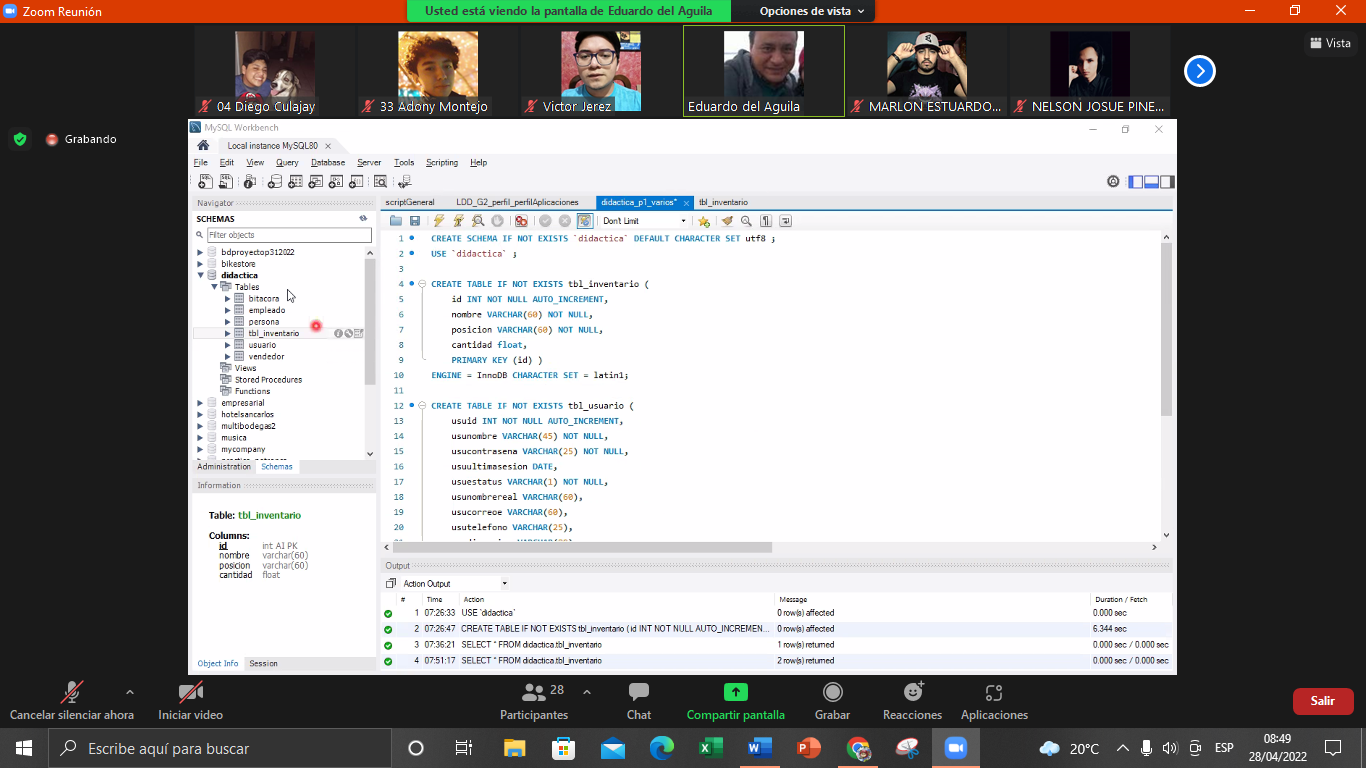 Zoom Reunión
Usted está viendo la pantalla de Eduardo del Aguila
Opciones de vista
04 Diego Culajay
33 Adony Montejo
Victor Jerez
Eduardo del Aguila
MARLON ESTUARDO...
NELSON JOSUE PINE...
Vista
Grabando
MySQL Workbench
Local instance MySQL80
File Edit View Query Database Server Tools Scripting Help
Navigator
SCHEMAS
Filter objects
bdproyectop312022
bikestore
didactica
Tables
bitacora
empleado
persona
tbl_inventario
usuario
vendedor
Views
Stored Procedures
Functions
empresarial
hotelsancarlos
multibodegas2
musica
mycompany
Administration Schemas
Information
Table: tbl_inventario
Columns:
id int AI PK
nombre varchar(60)
posicion varchar(60)
cantidad float
Object Info Session
scriptGeneral LDD_G2_perfil_perfilAplicaciones didactica_p1_varios* tbl_inventario
Don't Limit
1 CREATE SCHEMA IF NOT EXISTS `didactica` DEFAULT CHARACTER SET utf8 ;
2 USE `didactica` ;
3
4 CREATE TABLE IF NOT EXISTS tbl_inventario (
5 id INT NOT NULL AUTO_INCREMENT,
6 nombre VARCHAR(60) NOT NULL,
7 posicion VARCHAR(60) NOT NULL,
8 cantidad float,
9 PRIMARY KEY (id) )
10 ENGINE = InnoDB CHARACTER SET = latin1;
11
12 CREATE TABLE IF NOT EXISTS tbl_usuario (
13 usuid INT NOT NULL AUTO_INCREMENT,
14 usunombre VARCHAR(45) NOT NULL,
15 usucontrasena VARCHAR(25) NOT NULL,
16 usuultimasesion DATE,
17 usuestatus VARCHAR(1) NOT NULL,
18 usunombrereal VARCHAR(60),
19 usucorreoe VARCHAR(60),
20 usutelefono VARCHAR(25),
Output
Action Output
# Time Action Message Duration / Fetch
1 07:26:33 USE `didactica` 0 row(s) affected 0.000 sec
2 07:26:47 CREATE TABLE IF NOT EXISTS tbl_inventario ( id INT NOT NULL AUTO_INCREMEN... 0 row(s) affected 6.344 sec
3 07:36:21 SELECT * FROM didactica.tbl_inventario 1 row(s) returned 0.000 sec / 0.000 sec
4 07:51:17 SELECT * FROM didactica.tbl_inventario 2 row(s) returned 0.000 sec / 0.000 sec
Cancelar silenciar ahora
Iniciar video
Participantes 28
Chat
Compartir pantalla
Grabar
Reacciones
Aplicaciones
Salir
Escribe aquí para buscar
20°C
ESP
08:49
28/04/2022